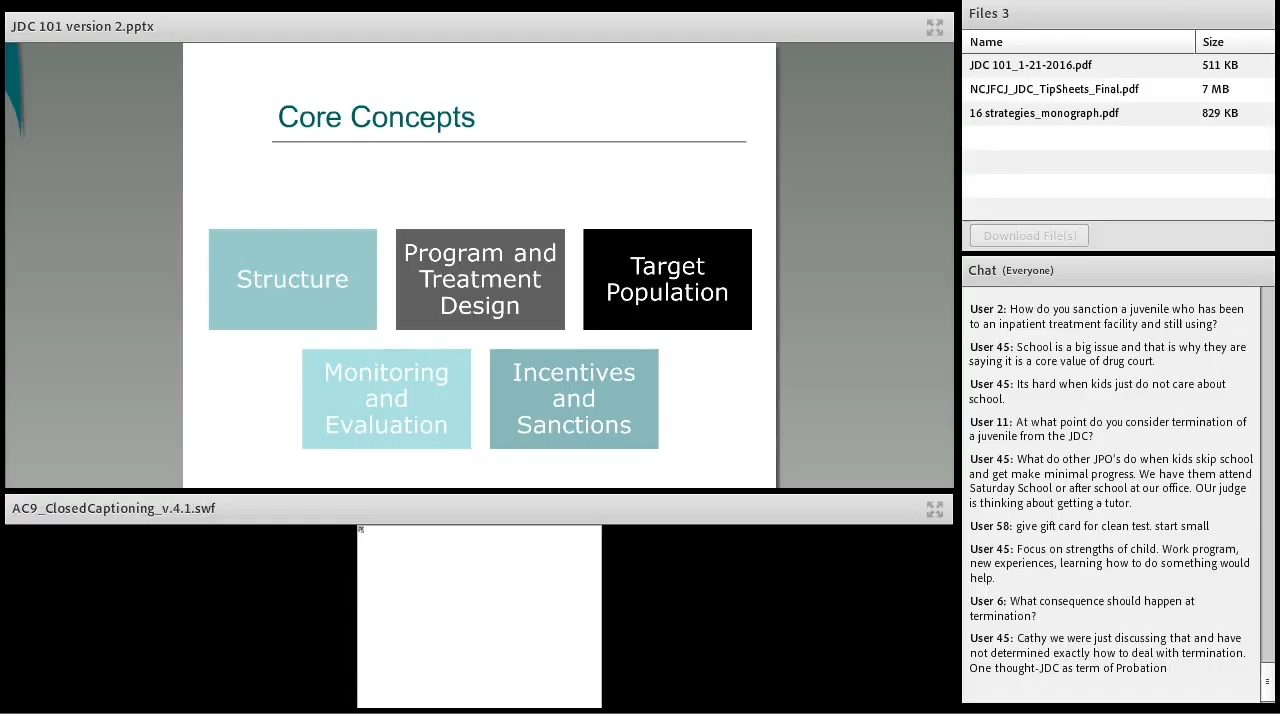 JDC 101 version 2.pptx
Core Concepts
Structure
Program and
Treatment
Design
Target
Population
Monitoring
and
Evaluation
Incentives
and
Sanctions
AC9_ClosedCaptioning_v.4.1.swf
Files 3
Name Size
JDC 101_1-21-2016.pdf 511 KB
NCJFCJ_JDC_TipSheets_Final.pdf 7 MB
16 strategies_monograph.pdf 829 KB
Download File(s)
Chat (Everyone)
User 2: How do you sanction a juvenile who has been
to an inpatient treatment facility and still using?
User 45: School is a big issue and that is why they are
saying it is a core value of drug court.
User 45: Its hard when kids just do not care about
school.
User 11: At what point do you consider termination of
a juvenile from the JDC?
User 45: What do other JPO's do when kids skip school
and get make minimal progress. We have them attend
Saturday School or after school at our office. OUr judge
is thinking about getting a tutor.
User 58: give gift card for clean test. start small
User 45: Focus on strengths of child. Work program,
new experiences, learning how to do something would
help.
User 6: What consequence should happen at
termination?
User 45: Cathy we were just discussing that and have
not determined exactly how to deal with termination.
One thought-JDC as term of Probation